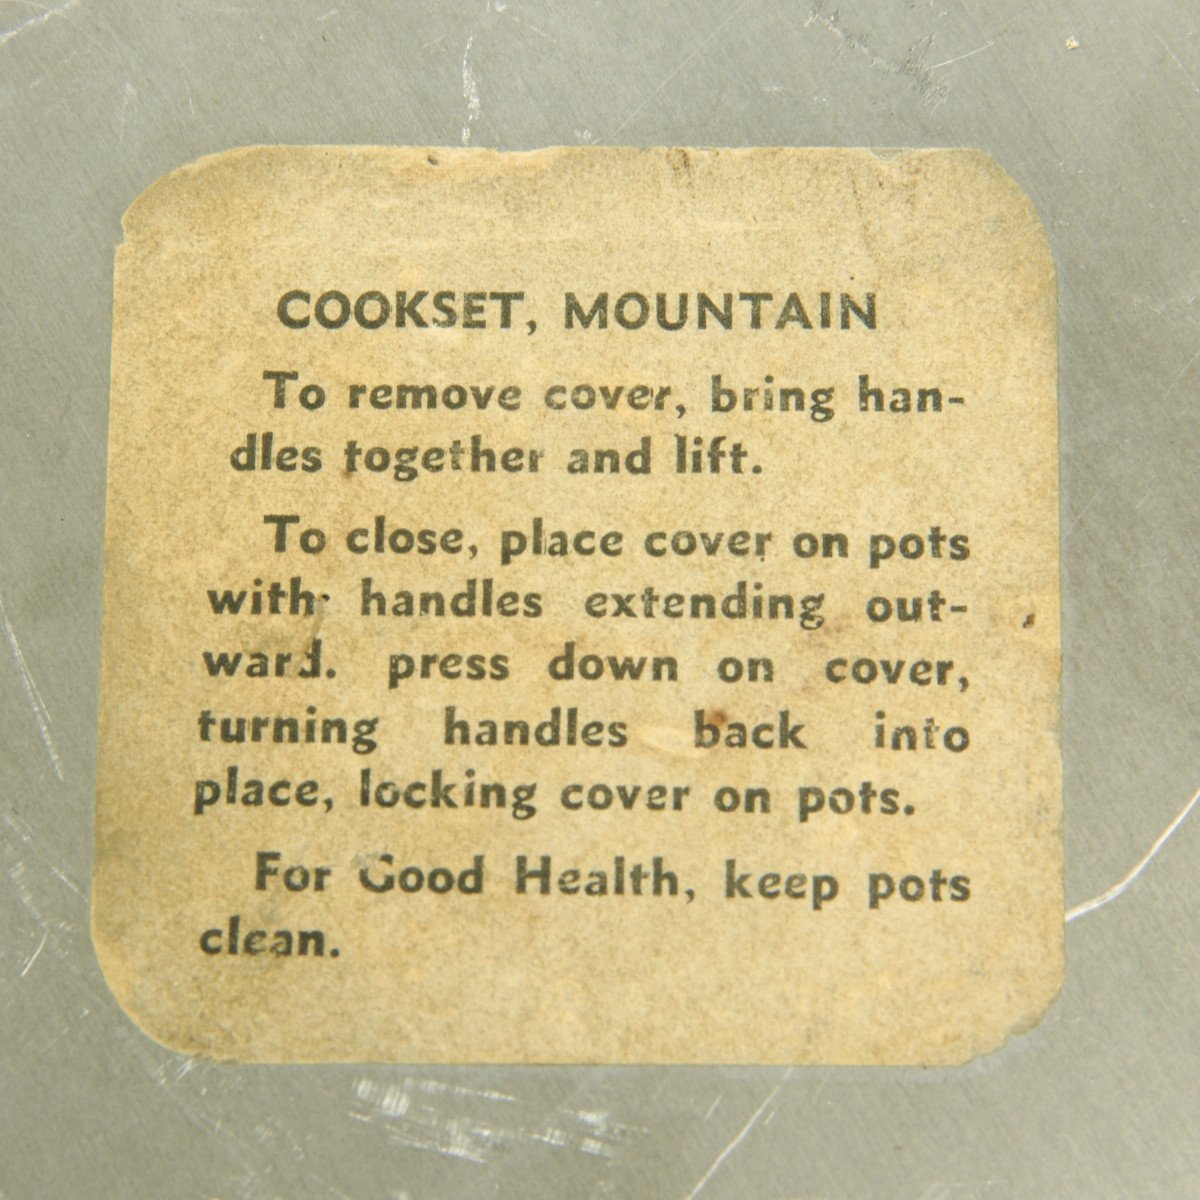 COOKSET, MOUNTAIN
To remove cover, bring han-
dles together and lift.
To close, place cover on pots
with handles extending out-
ward. press down on cover,
turning handles back into
place, locking cover on pots.
For Good Health, keep pots
clean.